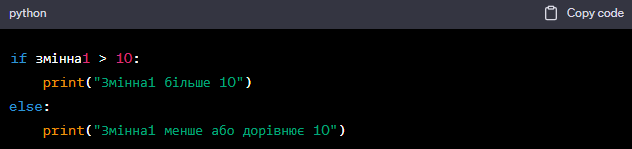 python
Copy code
if змінна1 > 10:
    print("Змінна1 більше 10")
else:
    print("Змінна1 менше або дорівнює 10")